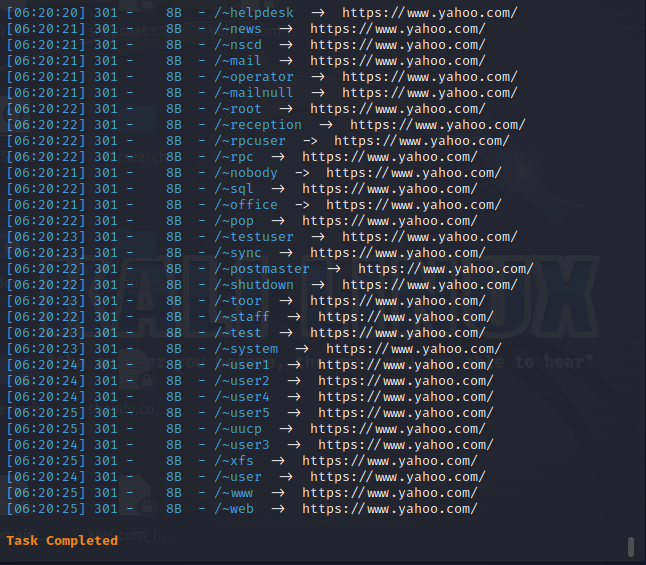 [06:20:20] 301 -    8B  - /~helpdesk  ->  https://www.yahoo.com/
[06:20:21] 301 -    8B  - /~news  ->  https://www.yahoo.com/
[06:20:21] 301 -    8B  - /~nscd  ->  https://www.yahoo.com/
[06:20:21] 301 -    8B  - /~mail  ->  https://www.yahoo.com/
[06:20:21] 301 -    8B  - /~operator  ->  https://www.yahoo.com/
[06:20:21] 301 -    8B  - /~mailnull  ->  https://www.yahoo.com/
[06:20:22] 301 -    8B  - /~root  ->  https://www.yahoo.com/
[06:20:22] 301 -    8B  - /~reception  ->  https://www.yahoo.com/
[06:20:22] 301 -    8B  - /~rpcuser  ->  https://www.yahoo.com/
[06:20:22] 301 -    8B  - /~rpc  ->  https://www.yahoo.com/
[06:20:21] 301 -    8B  - /~nobody  ->  https://www.yahoo.com/
[06:20:22] 301 -    8B  - /~sql  ->  https://www.yahoo.com/
[06:20:21] 301 -    8B  - /~office  ->  https://www.yahoo.com/
[06:20:22] 301 -    8B  - /~pop  ->  https://www.yahoo.com/
[06:20:23] 301 -    8B  - /~testuser  ->  https://www.yahoo.com/
[06:20:23] 301 -    8B  - /~sync  ->  https://www.yahoo.com/
[06:20:22] 301 -    8B  - /~postmaster  ->  https://www.yahoo.com/
[06:20:22] 301 -    8B  - /~shutdown  ->  https://www.yahoo.com/
[06:20:23] 301 -    8B  - /~toor  ->  https://www.yahoo.com/
[06:20:22] 301 -    8B  - /~staff  ->  https://www.yahoo.com/
[06:20:23] 301 -    8B  - /~test  ->  https://www.yahoo.com/
[06:20:23] 301 -    8B  - /~system  ->  https://www.yahoo.com/
[06:20:24] 301 -    8B  - /~user1  ->  https://www.yahoo.com/
[06:20:24] 301 -    8B  - /~user2  ->  https://www.yahoo.com/
[06:20:24] 301 -    8B  - /~user4  ->  https://www.yahoo.com/
[06:20:25] 301 -    8B  - /~user5  ->  https://www.yahoo.com/
[06:20:25] 301 -    8B  - /~uucp  ->  https://www.yahoo.com/
[06:20:24] 301 -    8B  - /~user3  ->  https://www.yahoo.com/
[06:20:25] 301 -    8B  - /~xfs  ->  https://www.yahoo.com/
[06:20:24] 301 -    8B  - /~user  ->  https://www.yahoo.com/
[06:20:25] 301 -    8B  - /~www  ->  https://www.yahoo.com/
[06:20:25] 301 -    8B  - /~web  ->  https://www.yahoo.com/
Task Completed